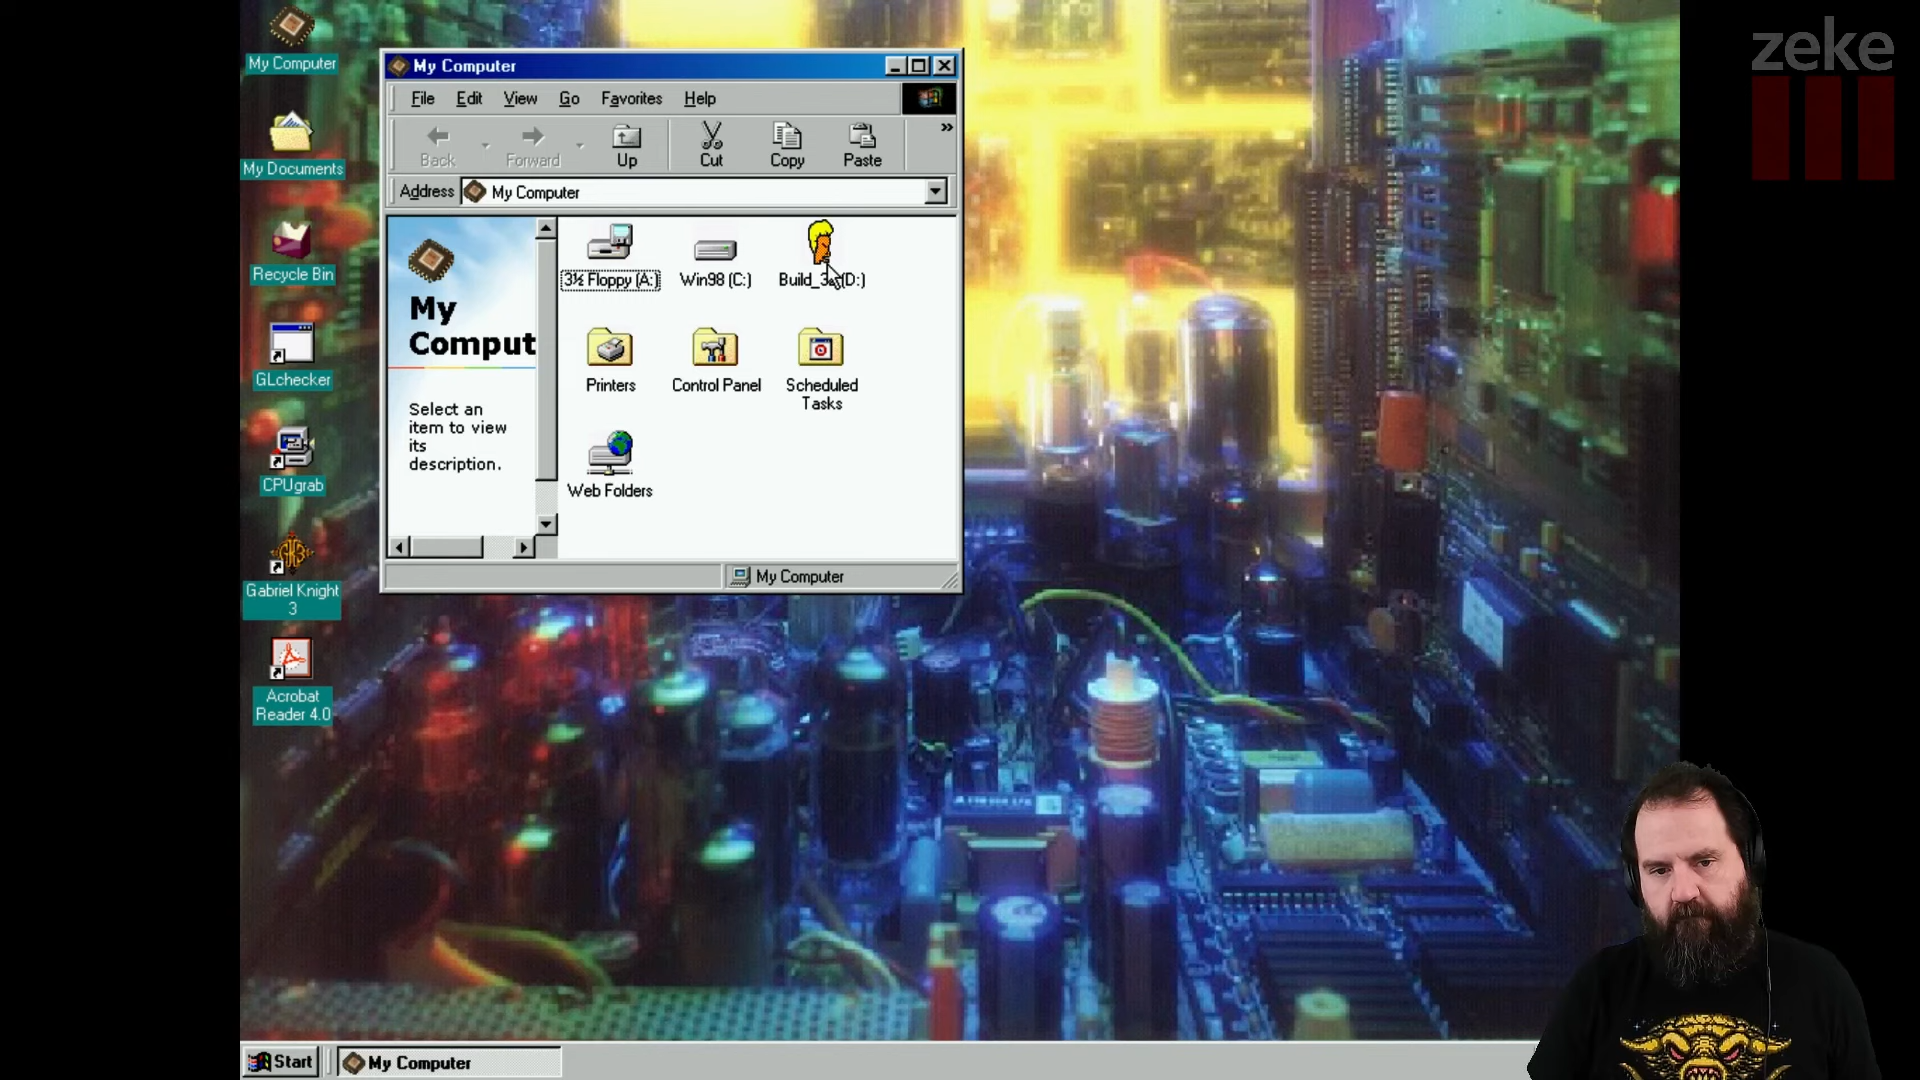 zeke
My Computer
My Documents
Recycle Bin
GLchecker
CPUgrab
Gabriel Knight
3
Acrobat
Reader 4.0
My Computer
File Edit View Go Favorites Help
Back Forward Up Cut Copy Paste »
Address My Computer
My
Comput
Select an
item to view
its
description.
3½ Floppy (A:) Win98 (C:) (D:)
Printers Control Panel Scheduled
Tasks
Web Folders
My Computer
Start My Computer